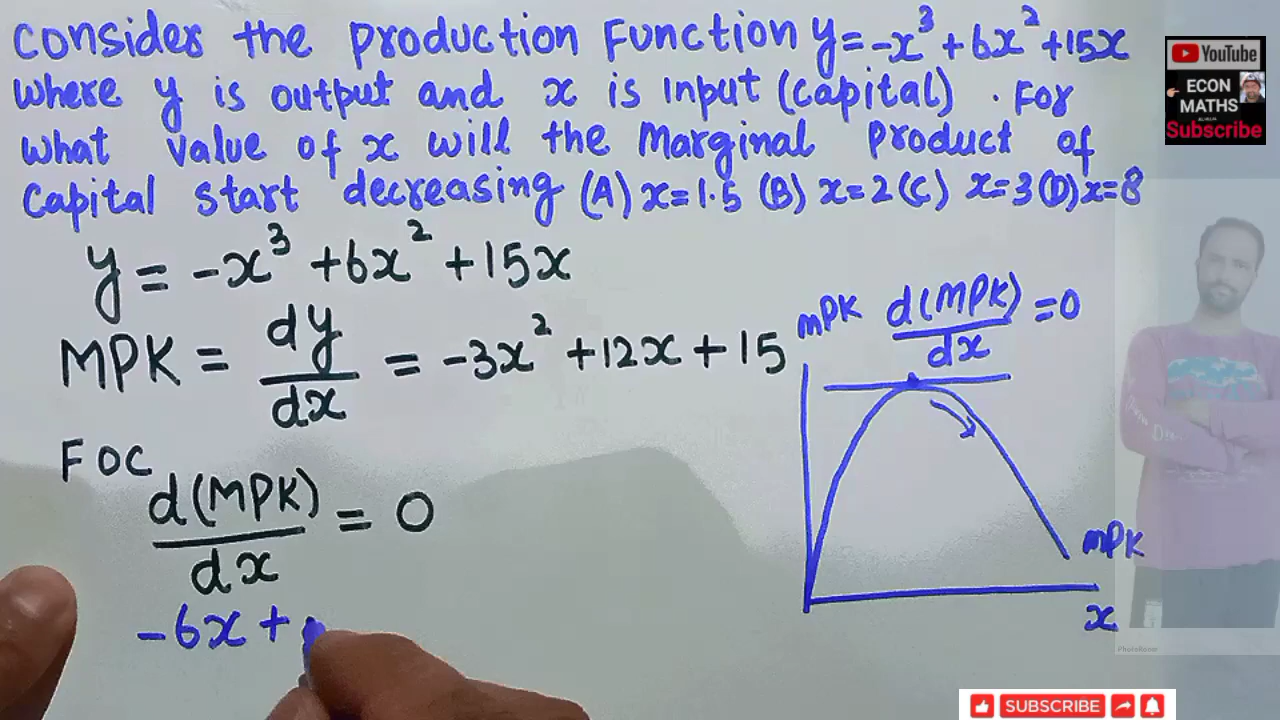 Consider the production Function y=-x³+6x²+15x
where y is output and x is input (capital). For
what value of x will the Marginal product of
Capital start decreasing (A) x=1.5 (B) x=2 (C) x=3 (D) x=8
y = -x³ +6x² +15x
MPK = dy/dx = -3x² +12x + 15
FOC
d(MPK)/dx = 0
-6x +
mPK
d(MPK)/dx = 0
mPK
x
YouTube
ECON
MATHS
Subscribe
PhotoRoom
SUBSCRIBE